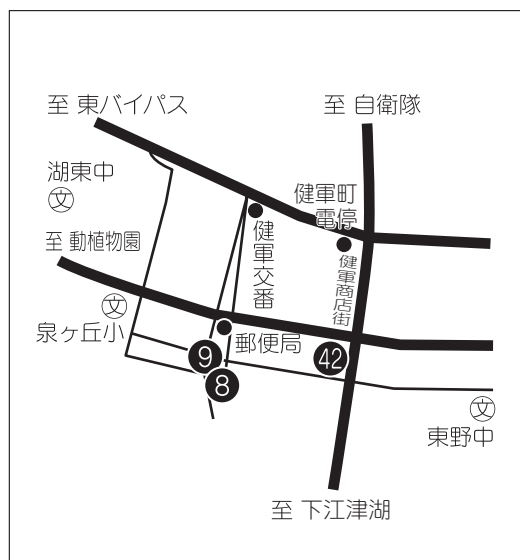 至 東バイパス
至 自衛隊
湖東中
文
健軍町
電停
至 動植物園
健軍交番
健軍商店街
文
泉ヶ丘小
郵便局
9
42
8
文
東野中
至 下江津湖